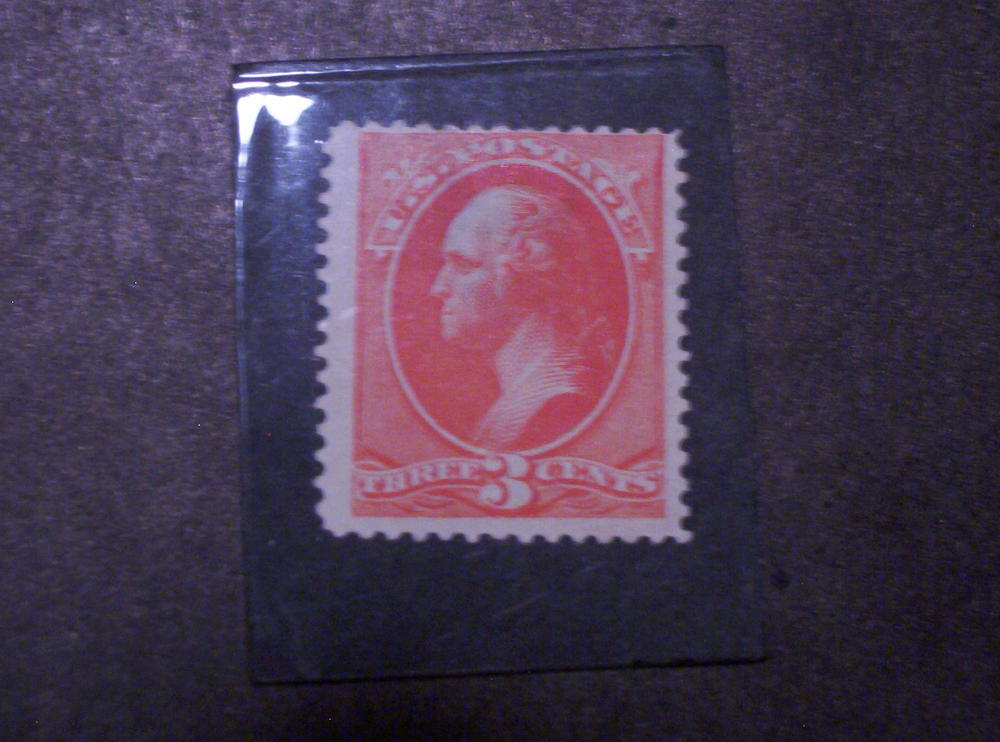 U.S. POSTAGE
THREE 3 CENTS